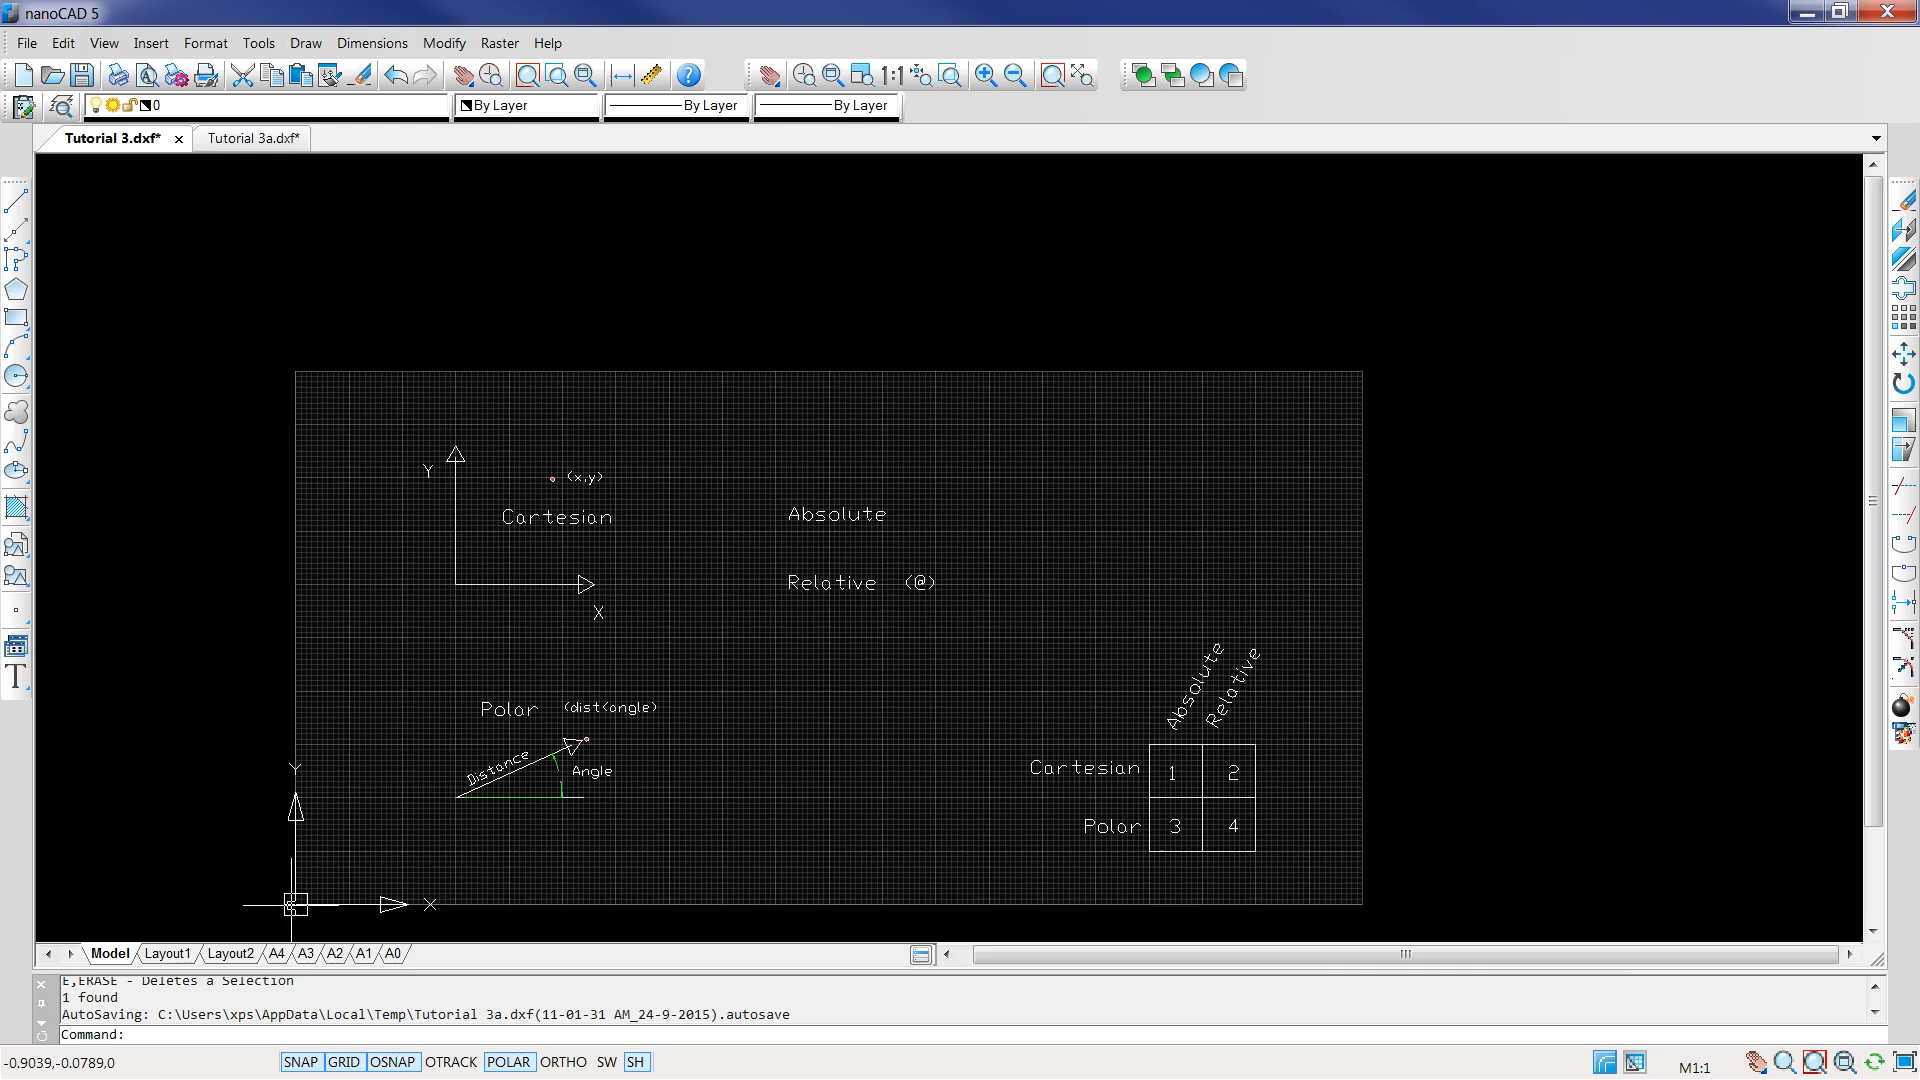 nanoCAD 5
File Edit View Insert Format Tools Draw Dimensions Modify Raster Help
1:1
0 By Layer By Layer By Layer
Tutorial 3.dxf* Tutorial 3a.dxf*
Y
(x,y)
Cartesian
X
Absolute
Relative (@)
Polar (dist<angle)
Distance
Angle
Absolute
Relative
Cartesian 1 2
Polar 3 4
Y
X
Model Layout1 Layout2 A4 A3 A2 A1 A0
E,ERASE - Deletes a Selection
1 found
AutoSaving: C:\Users\xps\AppData\Local\Temp\Tutorial 3a.dxf(11-01-31 AM_24-9-2015).autosave
Command:
-0.9039,-0.0789,0 SNAP GRID OSNAP OTRACK POLAR ORTHO SW SH M1:1